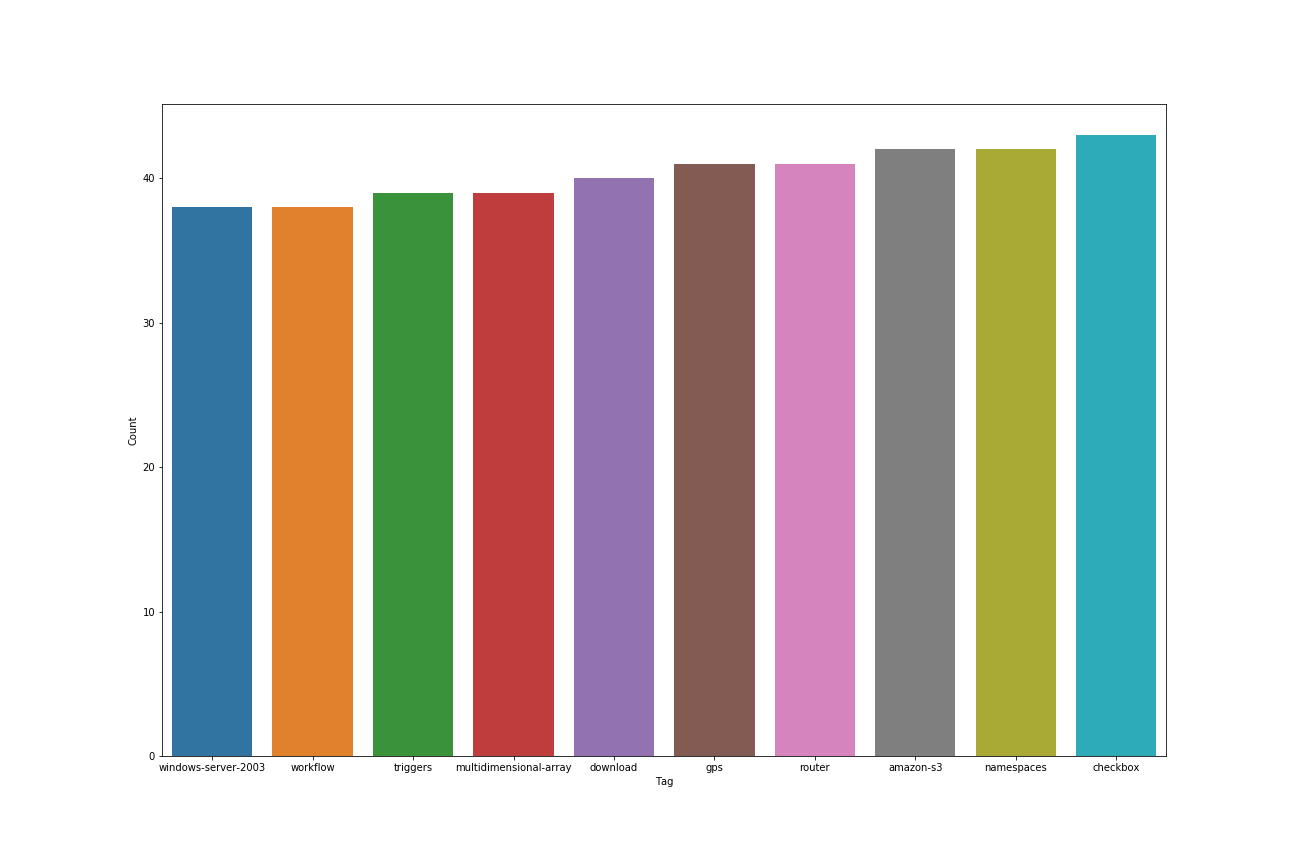 40
30
20
10
0
Count
windows-server-2003 workflow triggers multidimensional-array download gps router amazon-s3 namespaces checkbox
Tag